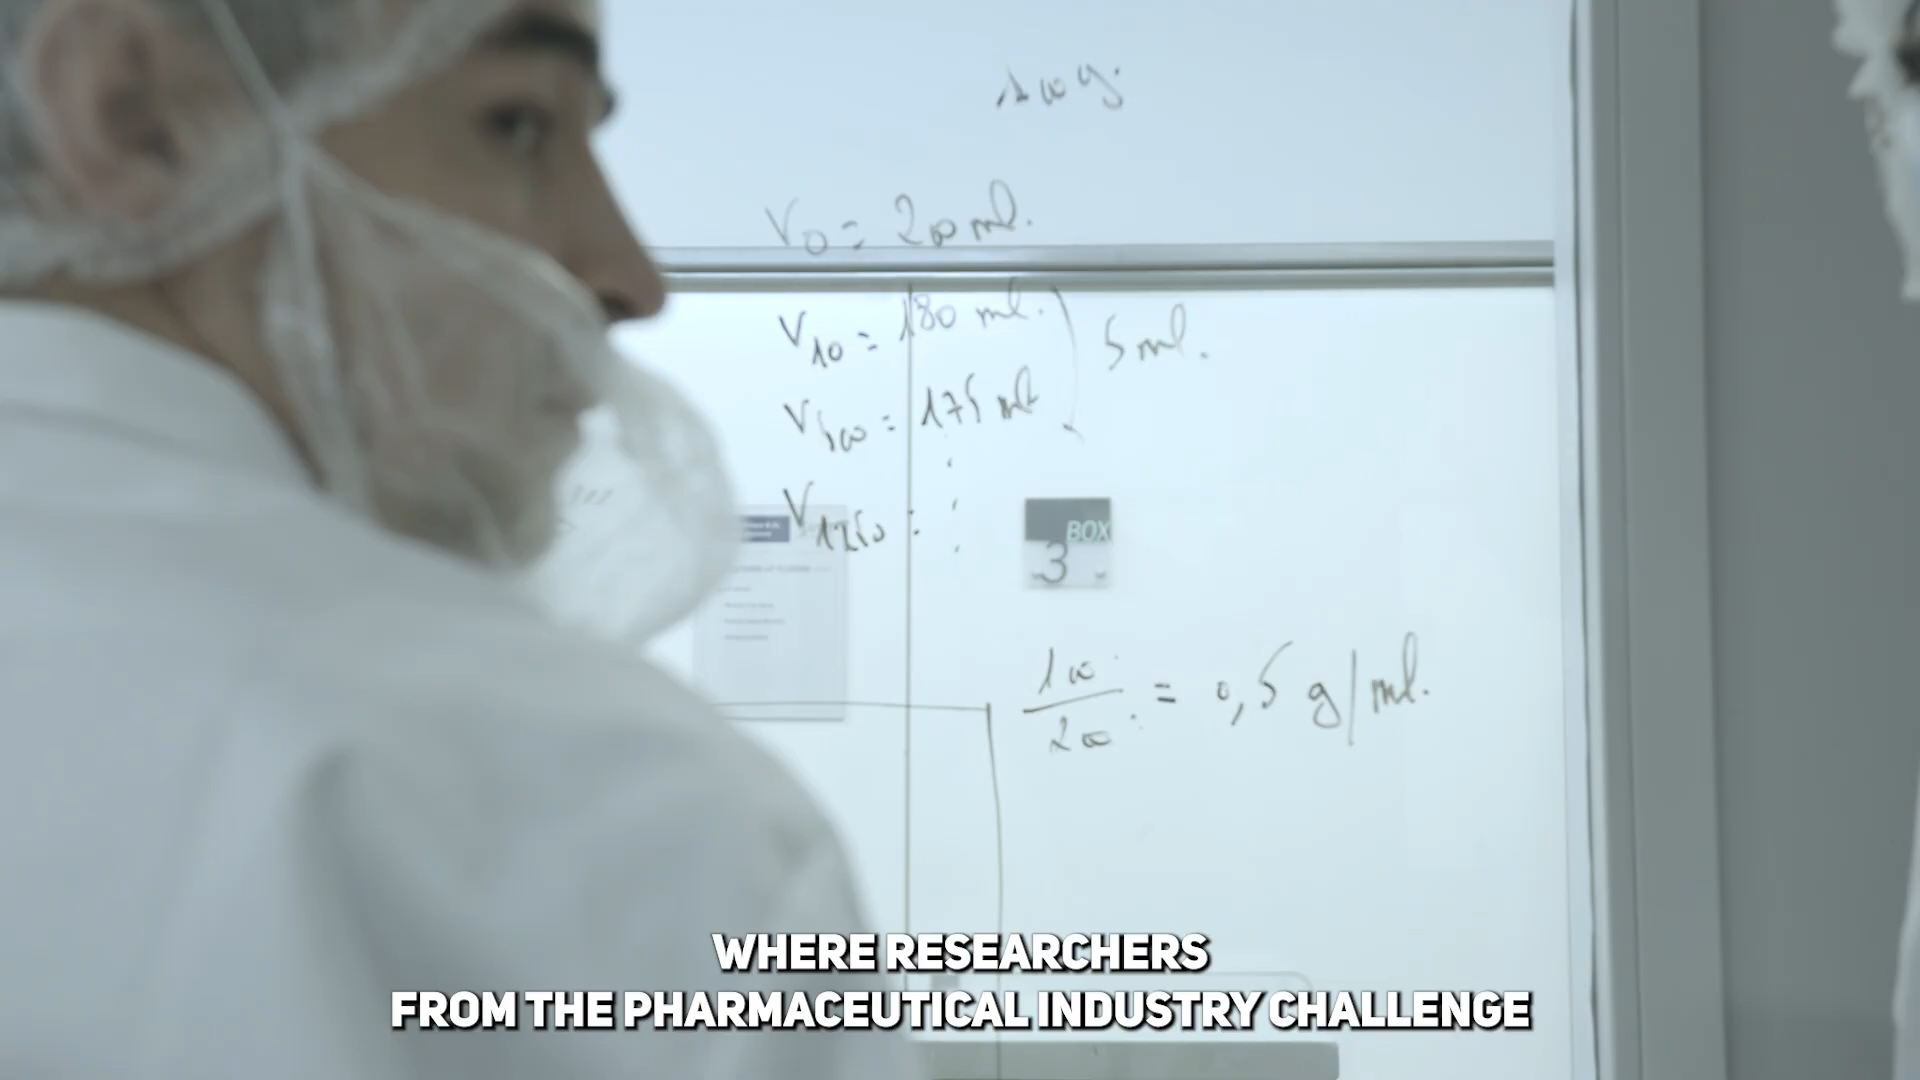 100 g.
V0 = 200 ml.
V10 = 180 ml.
5 ml.
V500 = 175 ml
V1250 =
BOX
3
100
200
= 0,5 g/ml.
WHERE RESEARCHERS
FROM THE PHARMACEUTICAL INDUSTRY CHALLENGE